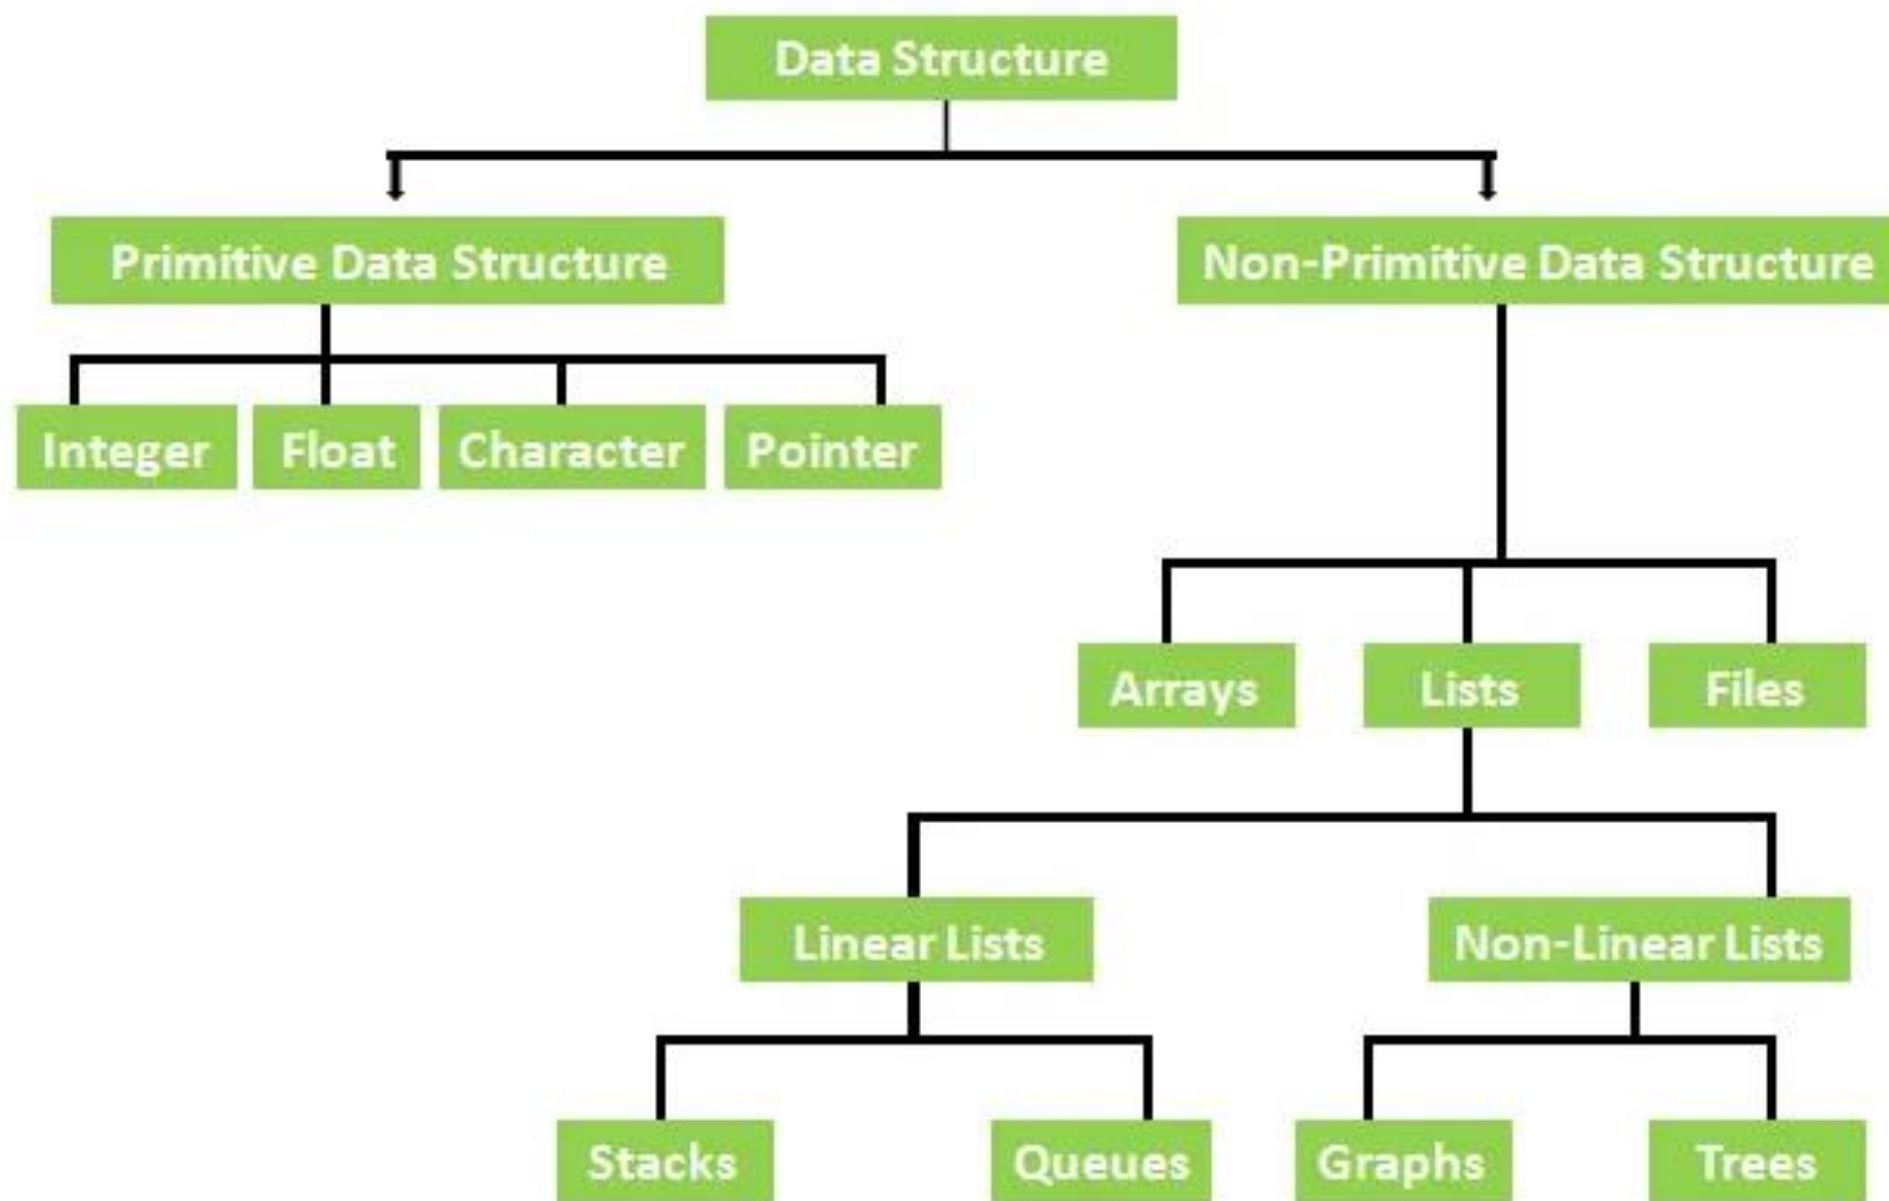 Data Structure
Primitive Data Structure
Non-Primitive Data Structure
Integer
Float
Character
Pointer
Arrays
Lists
Files
Linear Lists
Non-Linear Lists
Stacks
Queues
Graphs
Trees